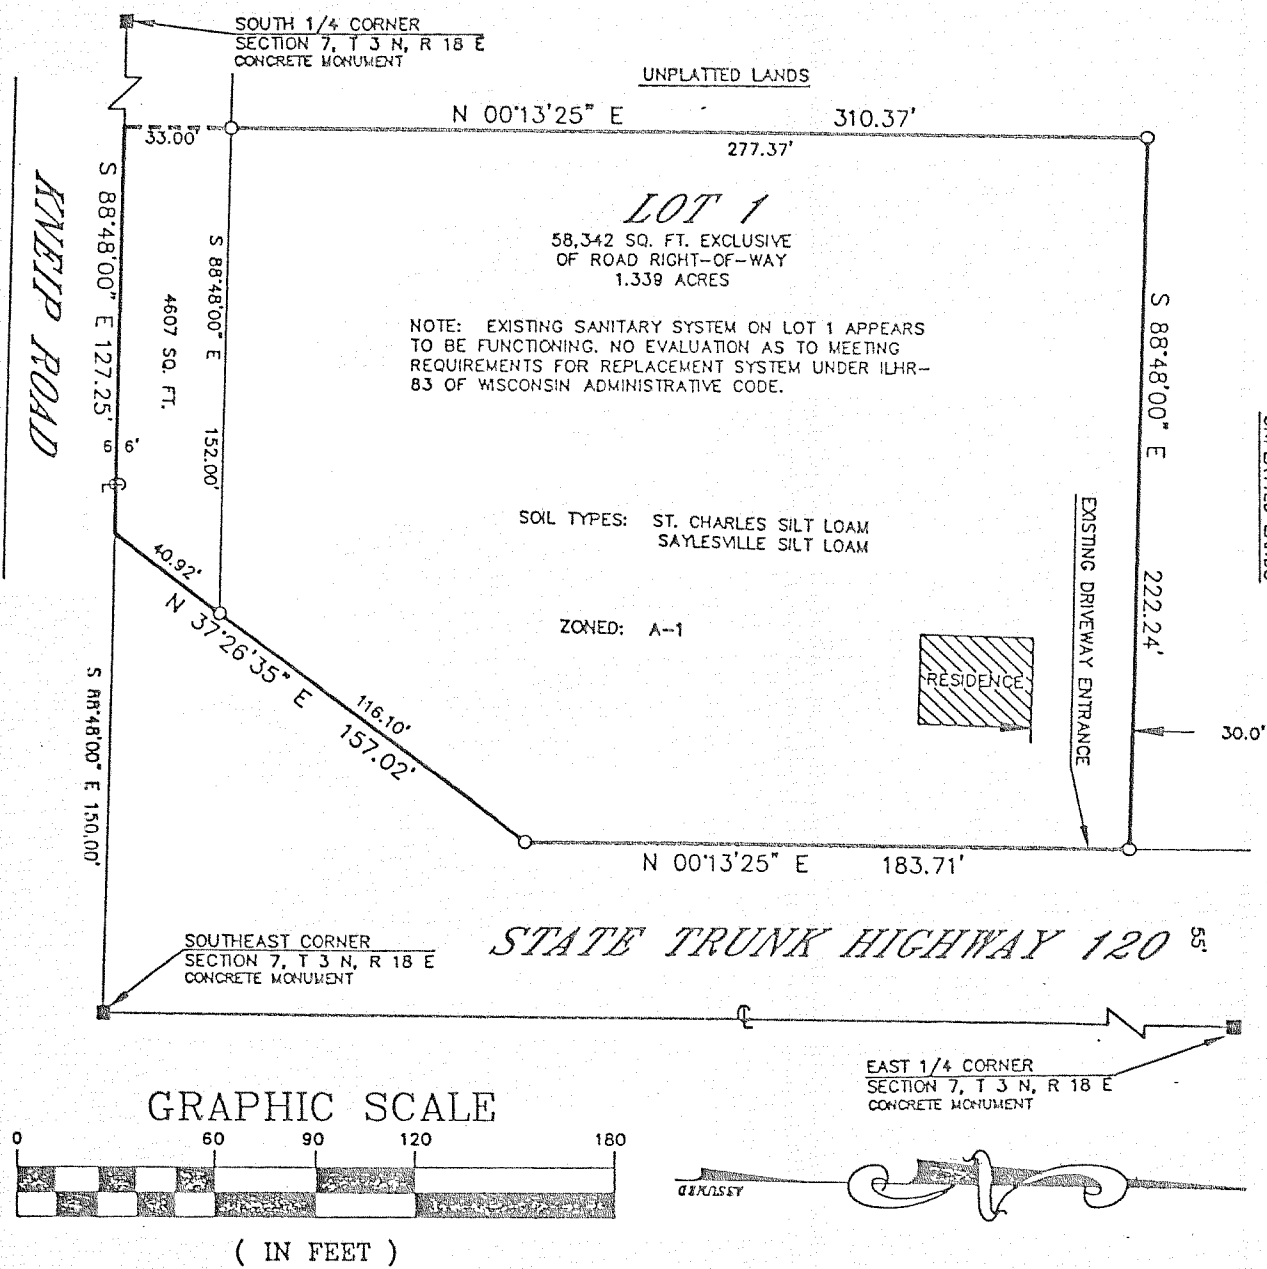 SOUTH 1/4 CORNER
SECTION 7, T 3 N, R 18 E
CONCRETE MONUMENT
UNPLATTED LANDS
N 00°13'25" E 310.37'
33.00'
277.37'
LOT 1
58,342 SQ. FT. EXCLUSIVE
OF ROAD RIGHT-OF-WAY
1.339 ACRES
NOTE: EXISTING SANITARY SYSTEM ON LOT 1 APPEARS
TO BE FUNCTIONING. NO EVALUATION AS TO MEETING
REQUIREMENTS FOR REPLACEMENT SYSTEM UNDER ILHR-
83 OF WISCONSIN ADMINISTRATIVE CODE.
KNEIP ROAD
S 88°48'00" E 127.25'
66'
4607 SQ. FT.
S 88°48'00" E 152.00'
S 88°48'00" E 222.24'
SOIL TYPES: ST. CHARLES SILT LOAM
SAYLESVILLE SILT LOAM
ZONED: A-1
EXISTING DRIVEWAY ENTRANCE
RESIDENCE
30.0'
40.92'
N 37°26'35" E 157.02'
116.10'
S 88°48'00" E 150.00'
N 00°13'25" E 183.71'
SOUTHEAST CORNER
SECTION 7, T 3 N, R 18 E
CONCRETE MONUMENT
STATE TRUNK HIGHWAY 120
55'
EAST 1/4 CORNER
SECTION 7, T 3 N, R 18 E
CONCRETE MONUMENT
GRAPHIC SCALE
0 60 90 120 180
( IN FEET )
ASSUMED